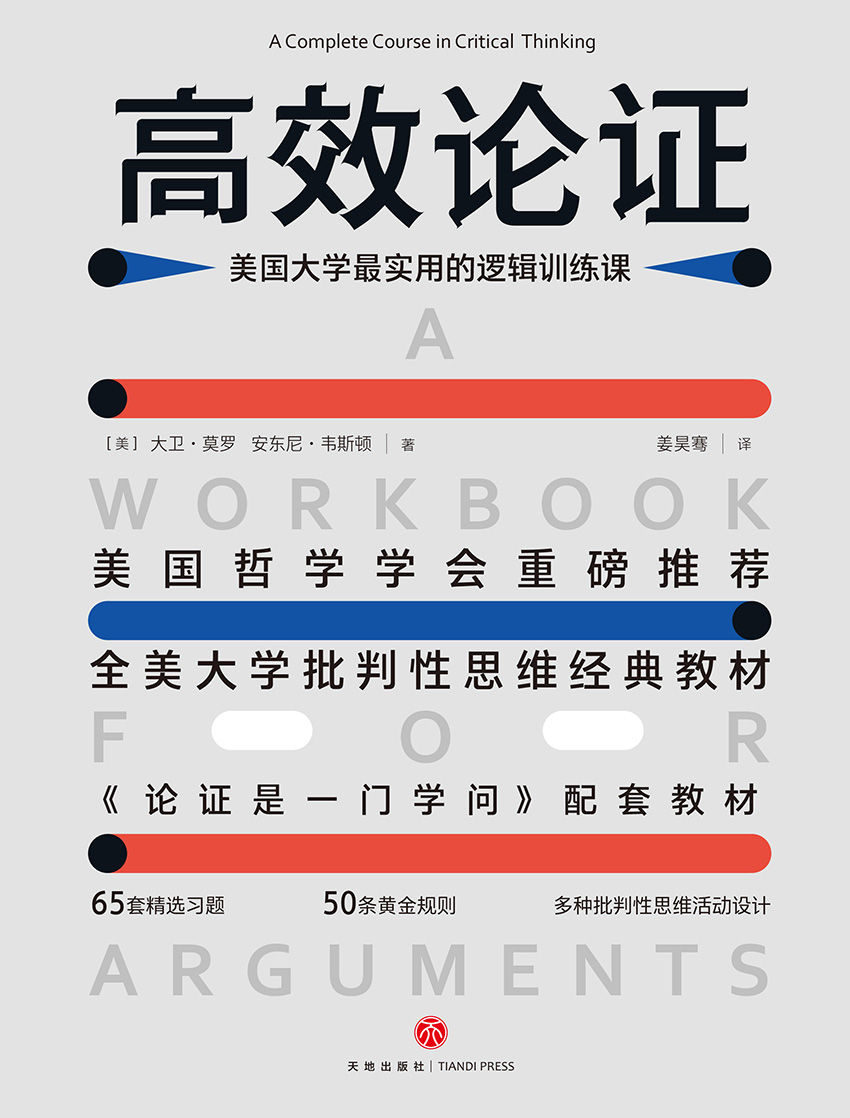 A Complete Course in Critical Thinking
高效论证
美国大学最实用的逻辑训练课
A
[美] 大卫·莫罗 安东尼·韦斯顿 | 著 姜昊骞 | 译
WORKBOOK
美国哲学学会重磅推荐
全美大学批判性思维经典教材
FOR
《论证是一门学问》配套教材
65套精选习题 50条黄金规则 多种批判性思维活动设计
ARGUMENTS
天地出版社 | TIANDI PRESS